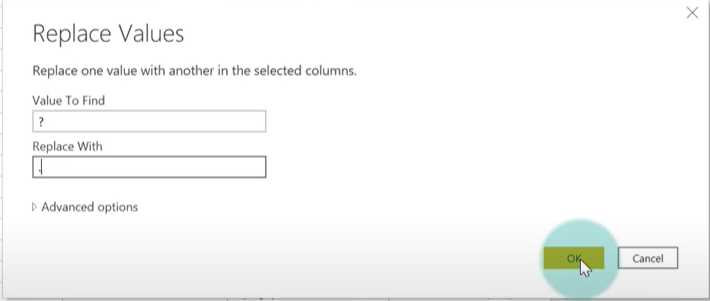 Replace Values
Replace one value with another in the selected columns.
Value To Find
?
Replace With
.
Advanced options
OK
Cancel